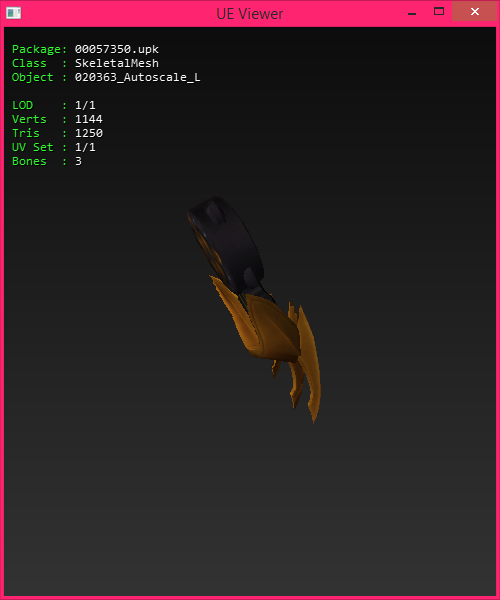 UE Viewer
Package: 00057350.upk
Class : SkeletalMesh
Object : 020363_Autoscale_L
LOD : 1/1
Verts : 1144
Tris : 1250
UV Set : 1/1
Bones : 3